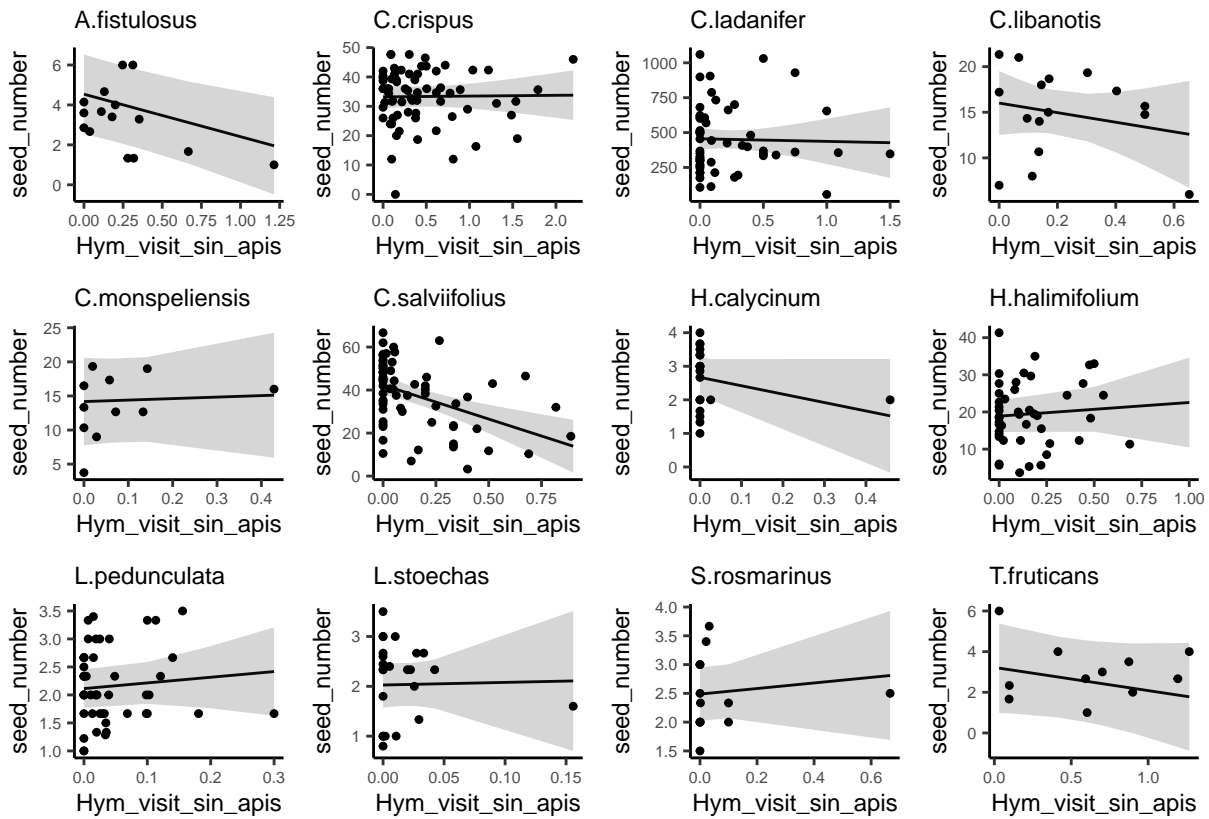 A.fistulosus
C.crispus
C.ladanifer
C.libanotis
seed_number
6
4
2
0
0.00 0.25 0.50 0.75 1.00 1.25
Hym_visit_sin_apis
seed_number
50
40
30
20
10
0
0.0 0.5 1.0 1.5 2.0
Hym_visit_sin_apis
seed_number
1000
750
500
250
0.0 0.5 1.0 1.5
Hym_visit_sin_apis
seed_number
20
15
10
0.0 0.2 0.4 0.6
Hym_visit_sin_apis
C.monspeliensis
C.salviifolius
H.calycinum
H.halimifolium
seed_number
25
20
15
10
5
0.0 0.1 0.2 0.3 0.4
Hym_visit_sin_apis
seed_number
60
40
20
0
0.00 0.25 0.50 0.75
Hym_visit_sin_apis
seed_number
4
3
2
1
0
0.0 0.1 0.2 0.3 0.4
Hym_visit_sin_apis
seed_number
40
30
20
10
0.00 0.25 0.50 0.75 1.00
Hym_visit_sin_apis
L.pedunculata
L.stoechas
S.rosmarinus
T.fruticans
seed_number
3.5
3.0
2.5
2.0
1.5
1.0
0.0 0.1 0.2 0.3
Hym_visit_sin_apis
seed_number
3
2
1
0.00 0.05 0.10 0.15
Hym_visit_sin_apis
seed_number
4.0
3.5
3.0
2.5
2.0
1.5
0.0 0.2 0.4 0.6
Hym_visit_sin_apis
seed_number
6
4
2
0
0.0 0.5 1.0
Hym_visit_sin_apis